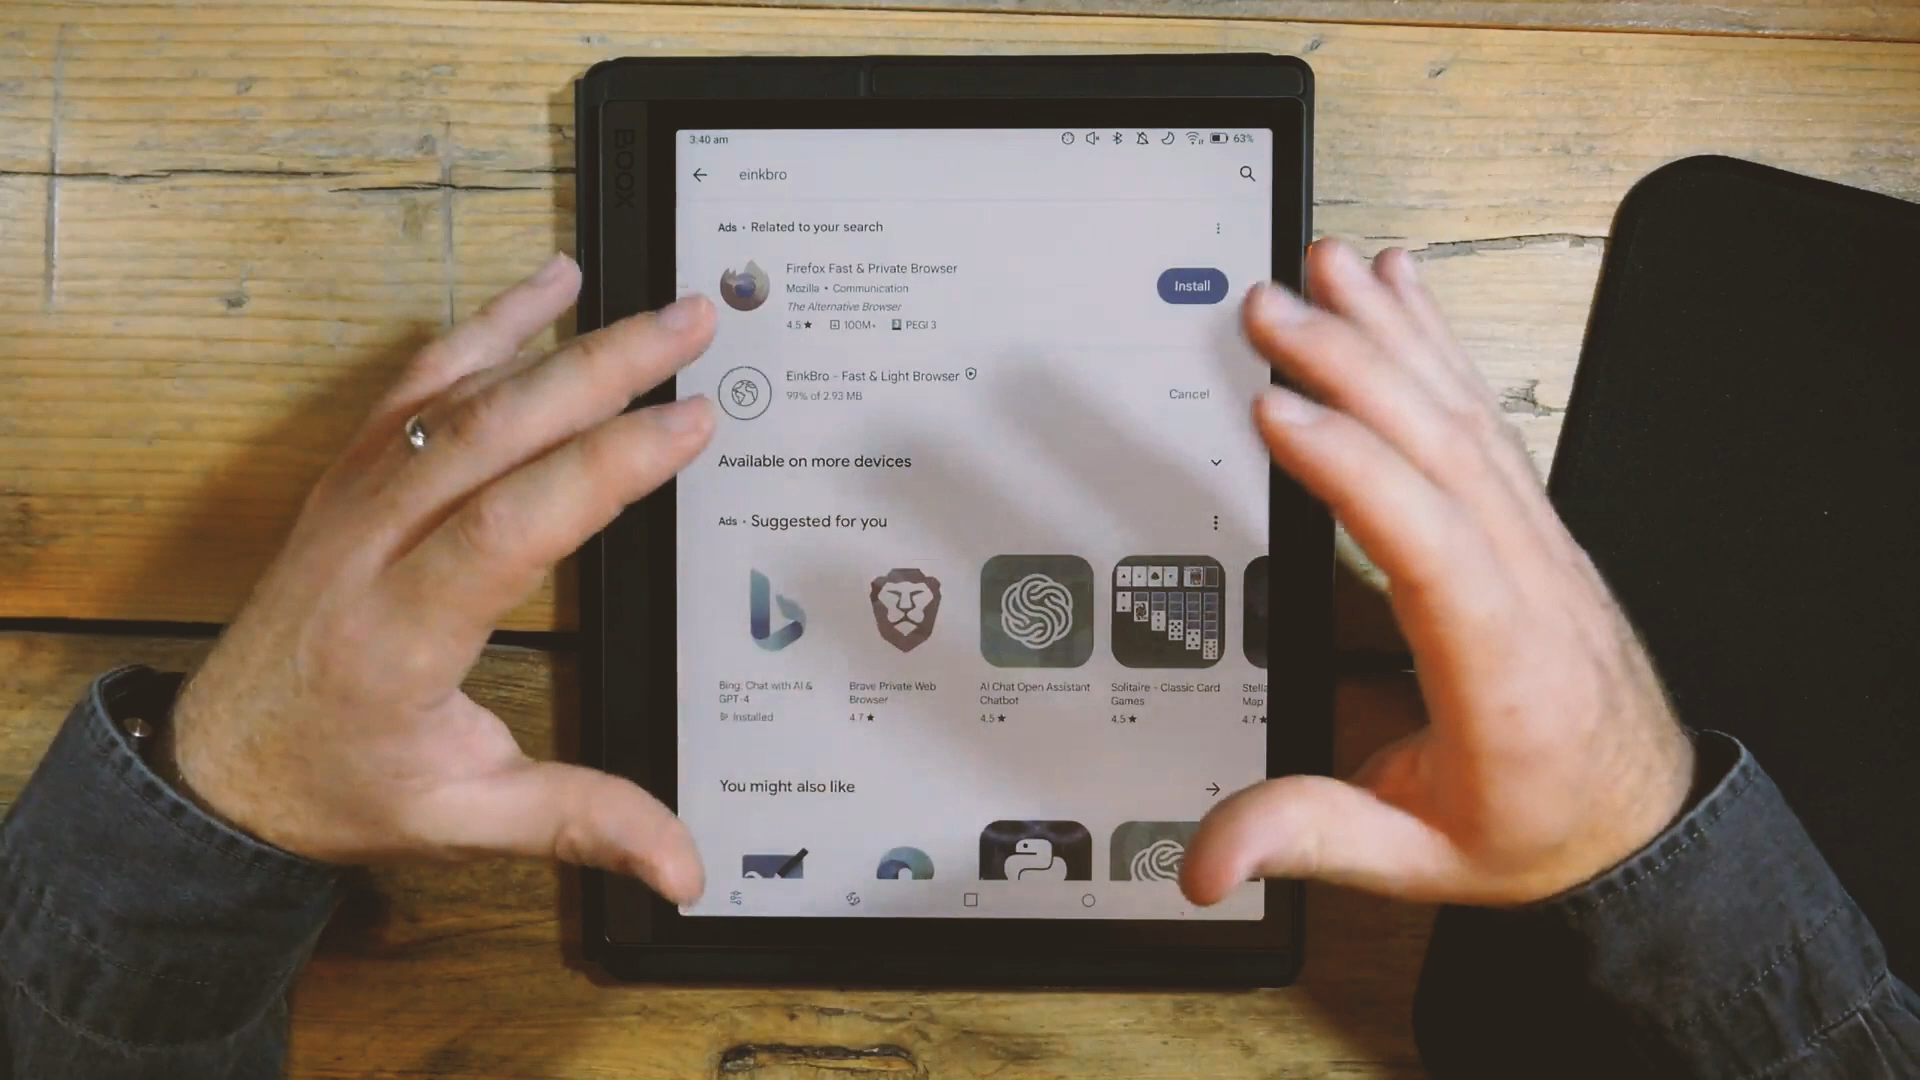 BOOX
3:40 am
63%
einkbro
Ads • Related to your search
Firefox Fast & Private Browser
Mozilla • Communication
The Alternative Browser
4.5★ 100M+ PEGI 3
Install
EinkBro - Fast & Light Browser
99% of 2.93 MB
Cancel
Available on more devices
Ads • Suggested for you
Bing: Chat with AI &
GPT-4
Installed
Brave Private Web
Browser
4.7★
AI Chat Open Assistant
Chatbot
4.5★
Solitaire - Classic Card
Games
4.5★
Stella
Map
4.7★
You might also like